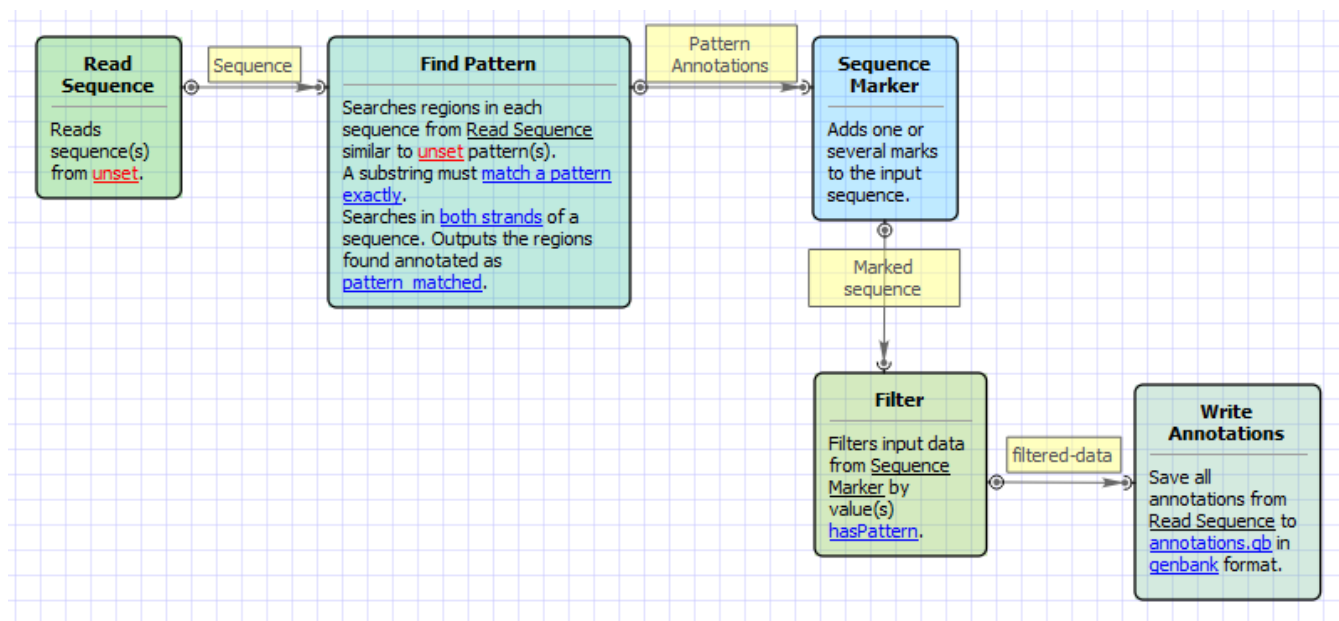 Read
Sequence
Reads
sequence(s)
from unset.
Sequence
Find Pattern
Searches regions in each
sequence from Read Sequence
similar to unset pattern(s).
A substring must match a pattern
exactly.
Searches in both strands of a
sequence. Outputs the regions
found annotated as
pattern_matched.
Pattern
Annotations
Sequence
Marker
Adds one or
several marks
to the input
sequence.
Marked
sequence
Filter
Filters input data
from Sequence
Marker by
value(s)
hasPattern.
filtered-data
Write
Annotations
Save all
annotations from
Read Sequence to
annotations.gb in
genbank format.